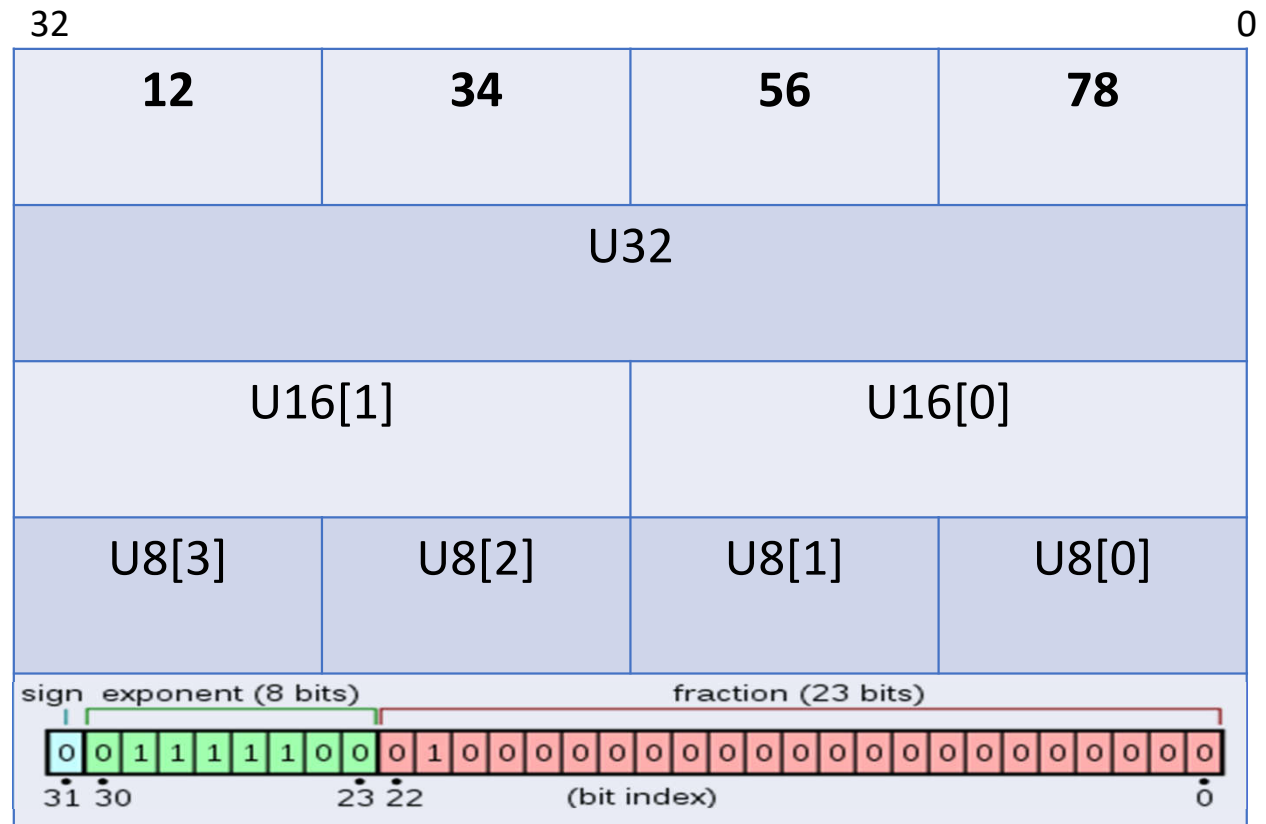 32 0
12 34 56 78
U32
U16[1] U16[0]
U8[3] U8[2] U8[1] U8[0]
sign exponent (8 bits) fraction (23 bits)
0 0 1 1 1 1 1 0 0 0 1 0 0 0 0 0 0 0 0 0 0 0 0 0 0 0 0 0 0 0 0 0
31 30 23 22 (bit index) 0